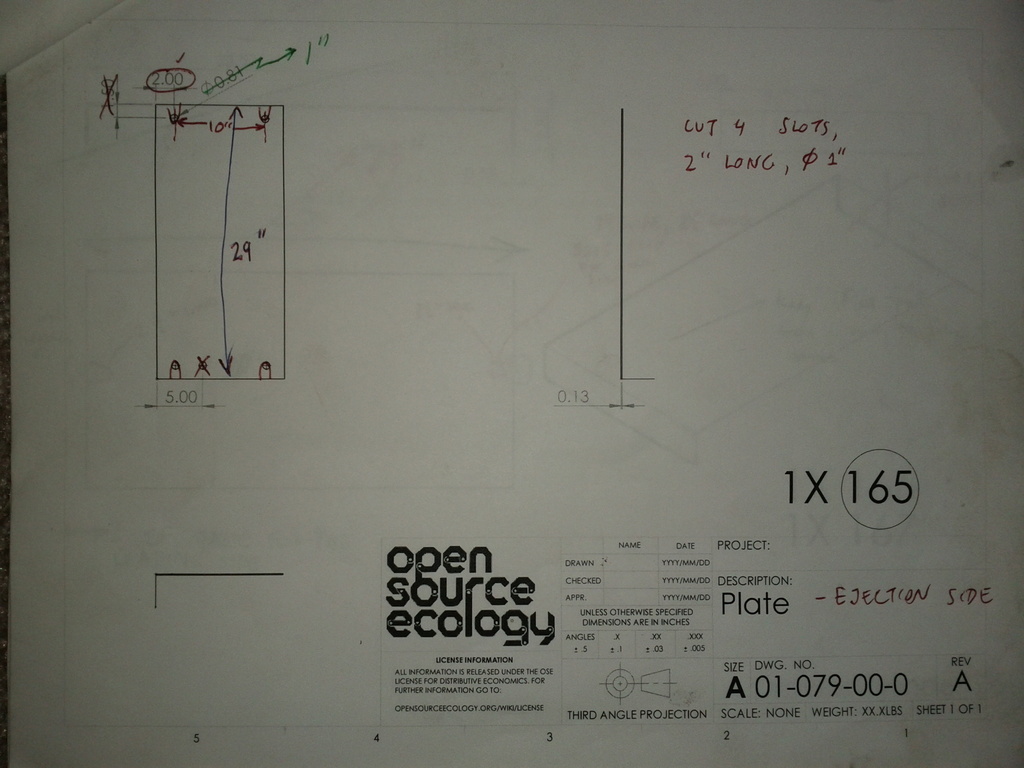 CUT 4 SLOTS,
2" LONG, Ø 1"
0.13
2.00
1"
10"
29"
5.00
1X 165
open
source
ecology
LICENSE INFORMATION
ALL INFORMATION IS RELEASED UNDER THE OSE
LICENSE FOR DISTRIBUTIVE ECONOMICS. FOR
FURTHER INFORMATION GO TO:
OPENSOURCEECOLOGY.ORG/WIKI/LICENSE
NAME DATE
DRAWN YYYY/MM/DD
CHECKED YYYY/MM/DD
APPR. YYYY/MM/DD
UNLESS OTHERWISE SPECIFIED
DIMENSIONS ARE IN INCHES
ANGLES .X .XX .XXX
± .5 ± .1 ± .03 ± .005
THIRD ANGLE PROJECTION
PROJECT:
DESCRIPTION:
Plate - EJECTION SIDE
SIZE DWG. NO. REV
A 01-079-00-0 A
SCALE: NONE WEIGHT: XX.XLBS SHEET 1 OF 1
5 4 3 2 1